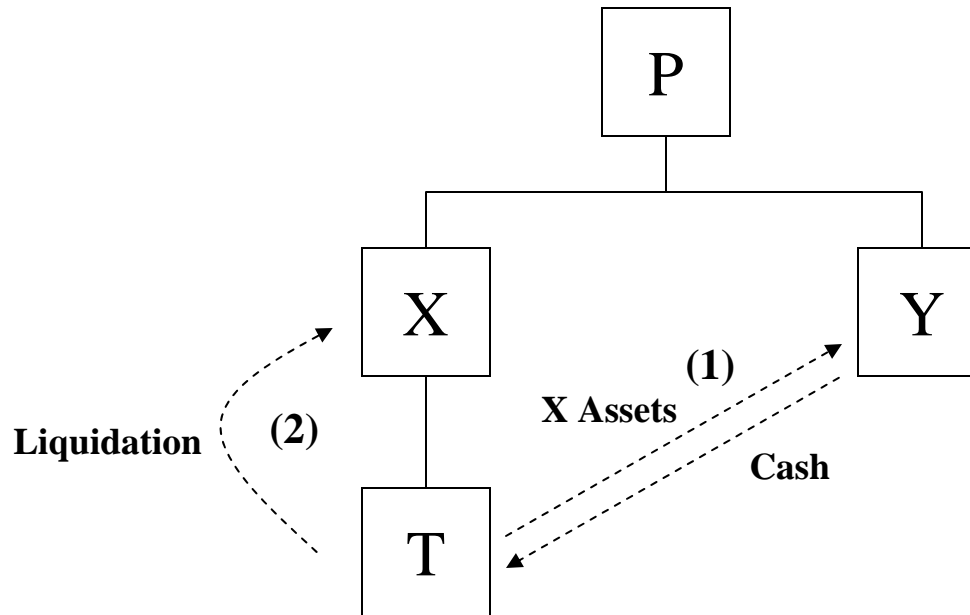 P
X
Y
(1)
X Assets
(2)
Liquidation
Cash
T